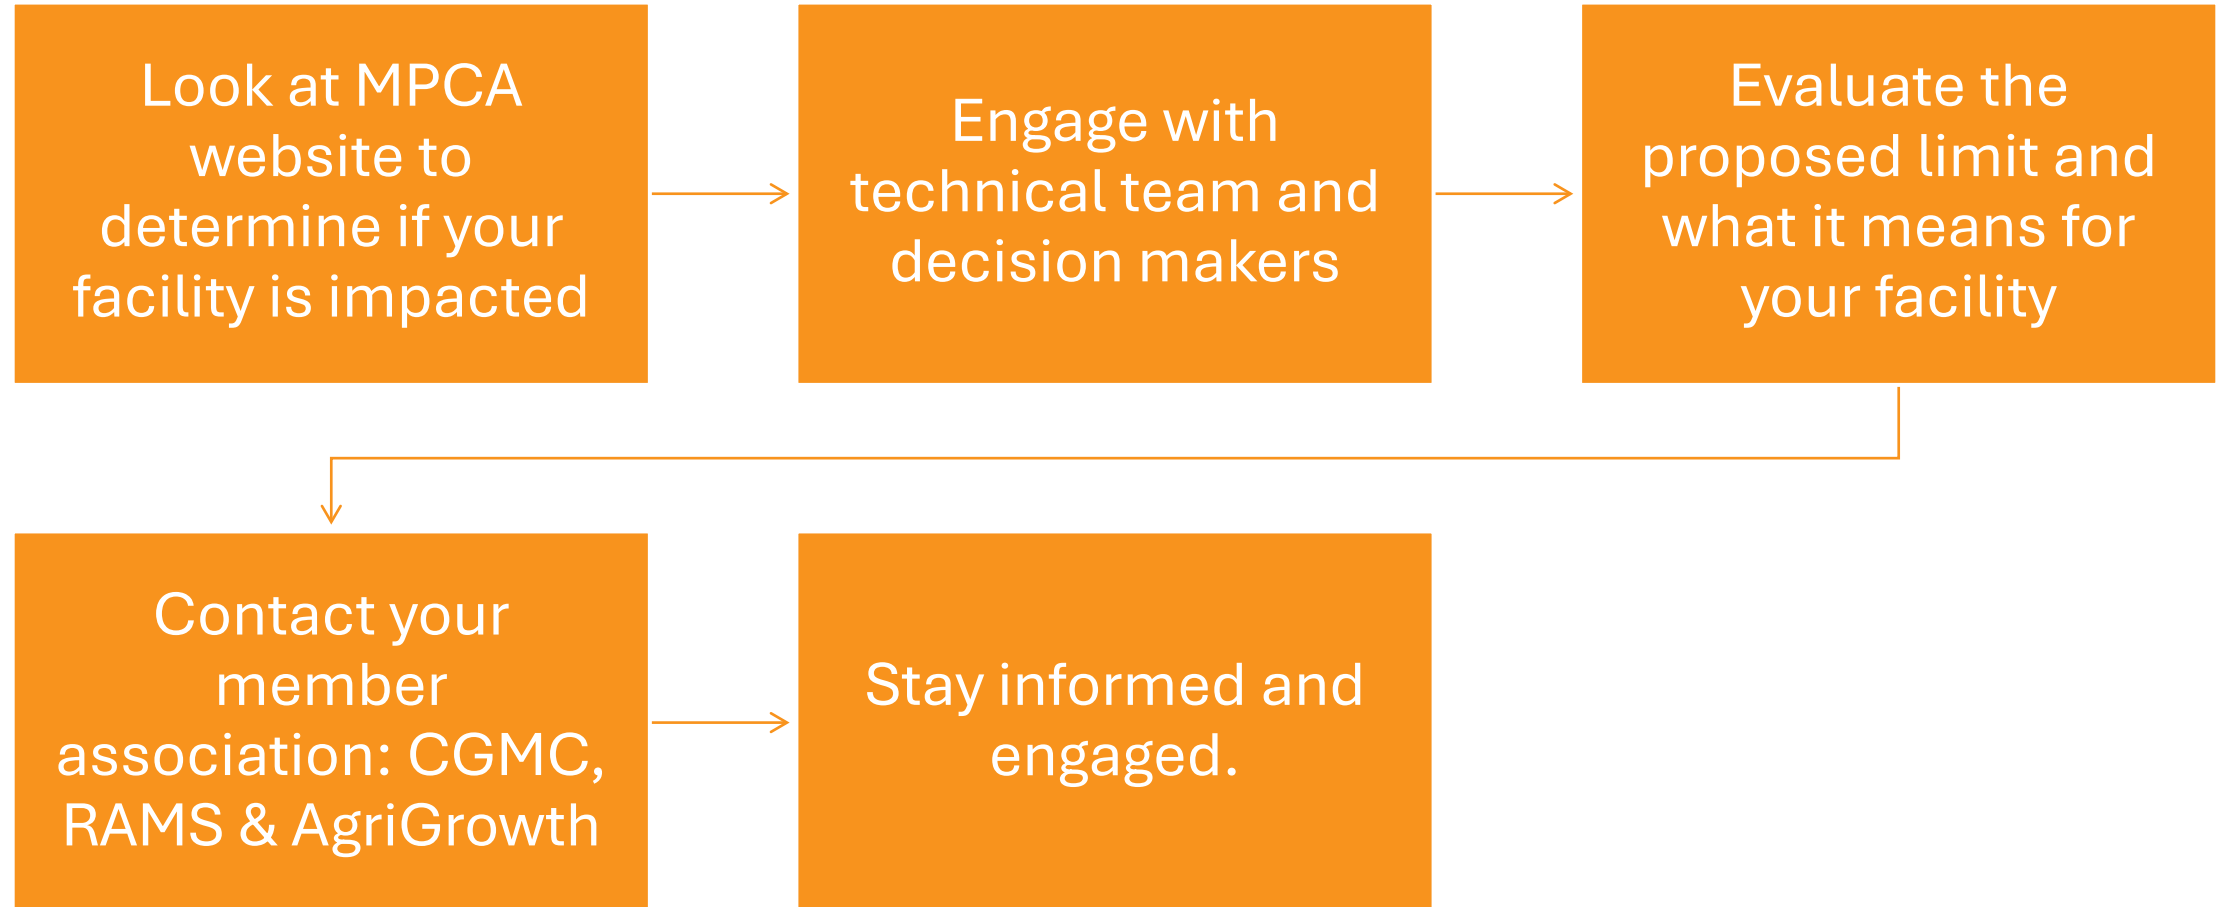 Look at MPCA
website to
determine if your
facility is impacted
Engage with
technical team and
decision makers
Evaluate the
proposed limit and
what it means for
your facility
Contact your
member
association: CGMC,
RAMS & AgriGrowth
Stay informed and
engaged.